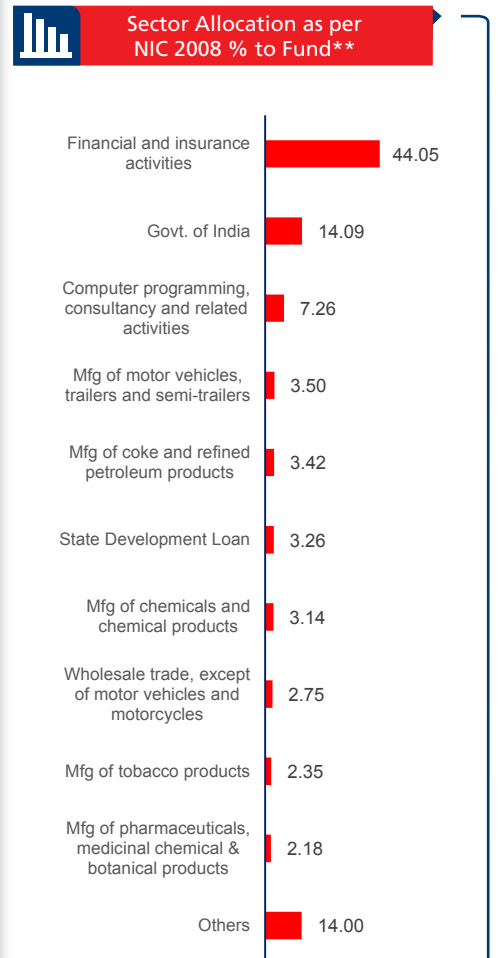 Sector Allocation as per
NIC 2008 % to Fund**
Financial and insurance
activities
44.05
Govt. of India
14.09
Computer programming,
consultancy and related
activities
7.26
Mfg of motor vehicles,
trailers and semi-trailers
3.50
Mfg of coke and refined
petroleum products
3.42
State Development Loan
3.26
Mfg of chemicals and
chemical products
3.14
Wholesale trade, except
of motor vehicles and
motorcycles
2.75
Mfg of tobacco products
2.35
Mfg of pharmaceuticals,
medicinal chemical &
botanical products
2.18
Others
14.00